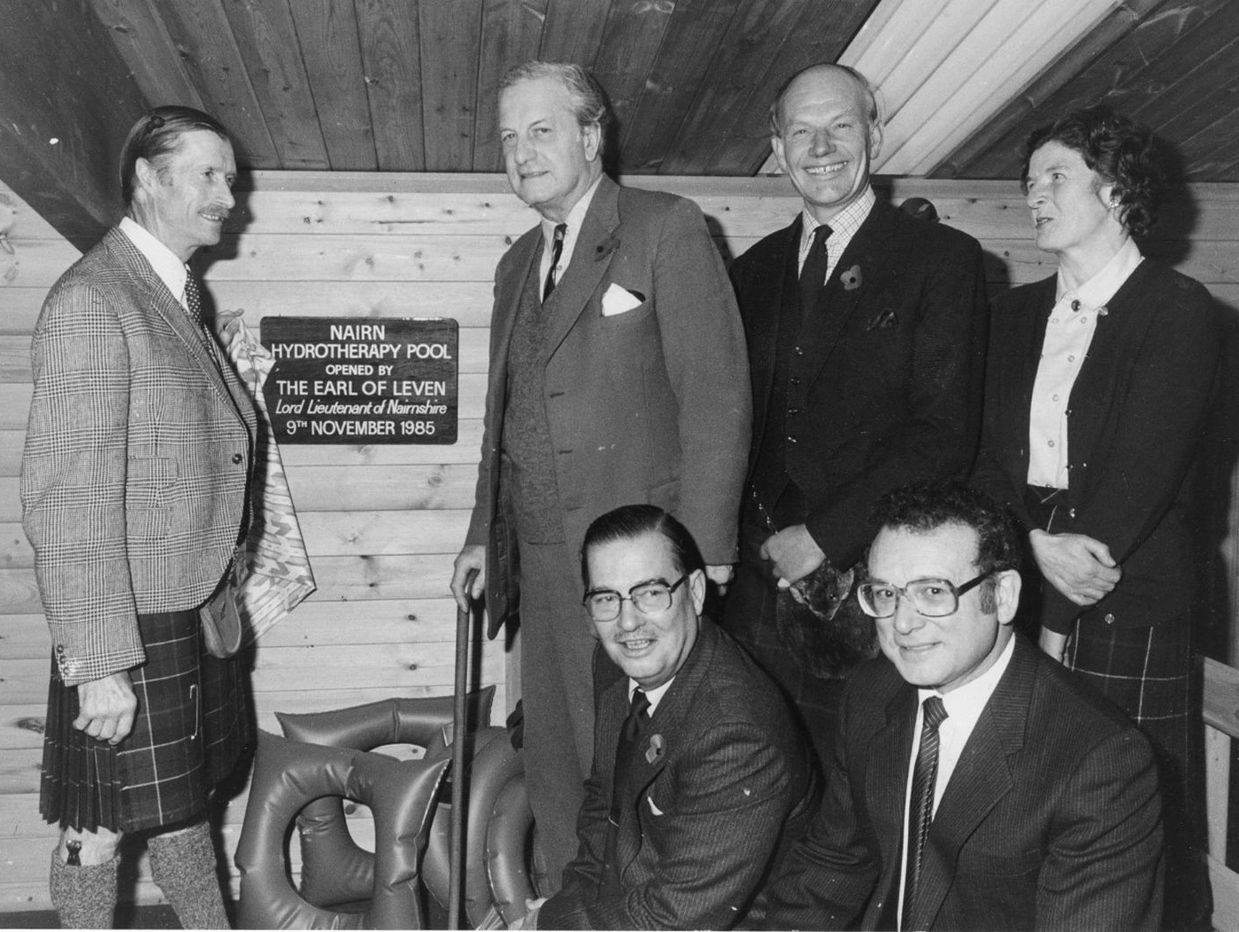 NAIRN
HYDROTHERAPY POOL
OPENED BY
THE EARL OF LEVEN
Lord Lieutenant of Nairnshire
9TH NOVEMBER 1985